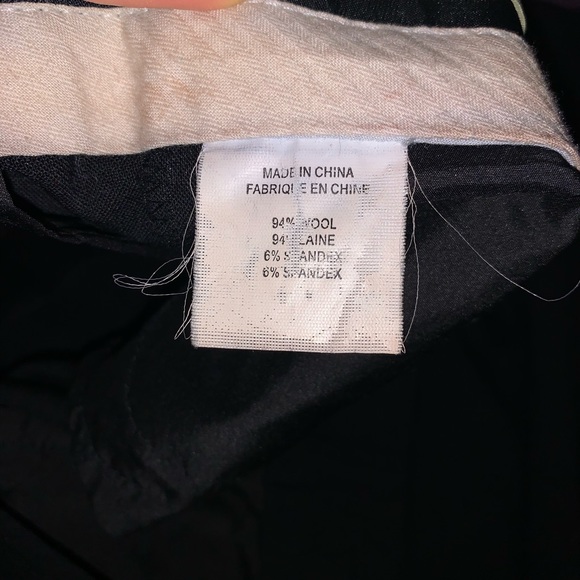 MADE IN CHINA
FABRIQUE EN CHINE
94% WOOL
94% LAINE
6% SPANDEX
6% SPANDEX